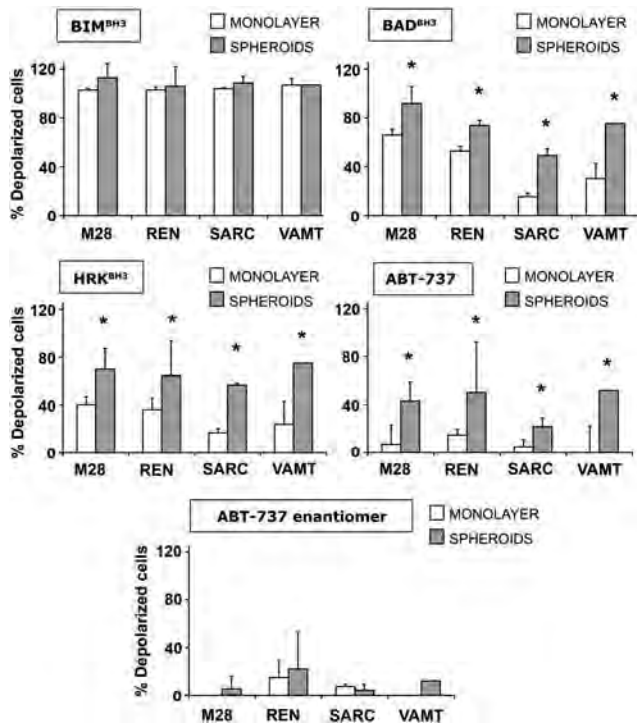 BIMBH3
MONOLAYER
SPHEROIDS
% Depolarized cells
120
80
40
0
M28 REN SARC VAMT
BADBH3
MONOLAYER
SPHEROIDS
120
80
40
0
* * * *
M28 REN SARC VAMT
HRKBH3
MONOLAYER
SPHEROIDS
% Depolarized cells
120
80
40
0
* * * *
M28 REN SARC VAMT
ABT-737
MONOLAYER
SPHEROIDS
120
80
40
0
* * * *
M28 REN SARC VAMT
ABT-737 enantiomer
MONOLAYER
SPHEROIDS
% Depolarized cells
120
80
40
0
M28 REN SARC VAMT